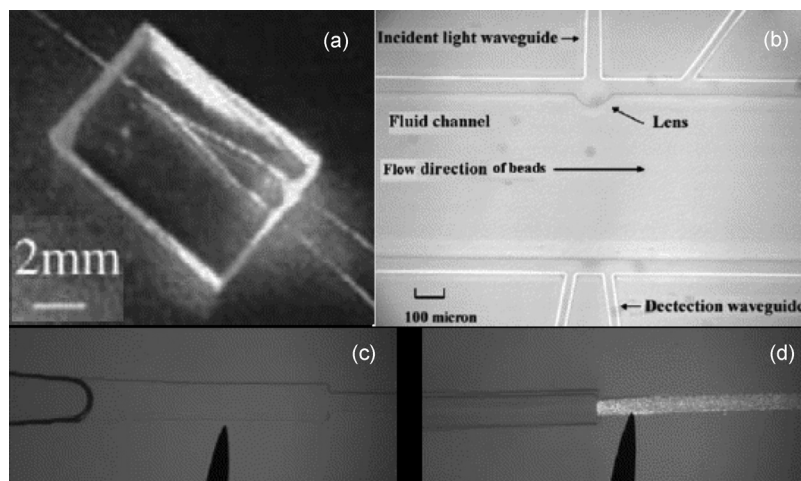 (a)
2mm
Incident light waveguide
(b)
Fluid channel
Lens
Flow direction of beads
100 micron
Dectection waveguide
(c)
(d)